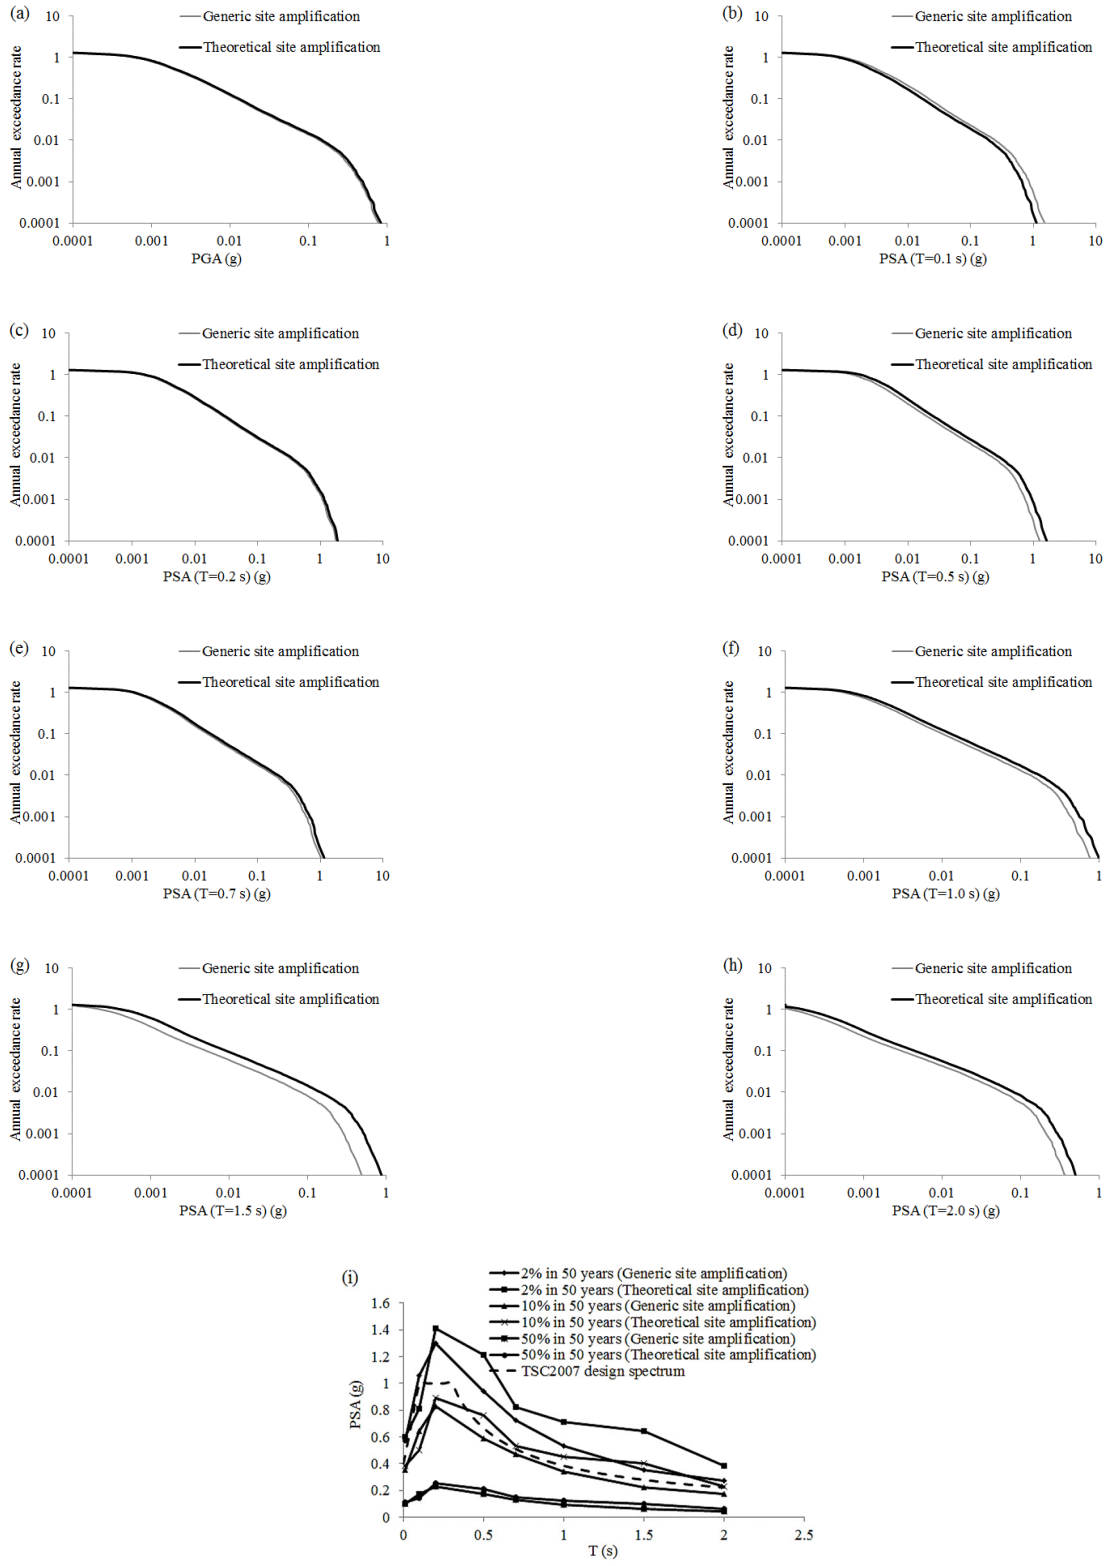 (a)
Generic site amplification
Theoretical site amplification
Annual exceedance rate
10
1
0.1
0.01
0.001
0.0001
0.0001 0.001 0.01 0.1 1
PGA (g)
(b)
Generic site amplification
Theoretical site amplification
Annual exceedance rate
10
1
0.1
0.01
0.001
0.0001
0.0001 0.001 0.01 0.1 1 10
PSA (T=0.1 s) (g)
(c)
Generic site amplification
Theoretical site amplification
Annual exceedance rate
10
1
0.1
0.01
0.001
0.0001
0.0001 0.001 0.01 0.1 1 10
PSA (T=0.2 s) (g)
(d)
Generic site amplification
Theoretical site amplification
Annual exceedance rate
10
1
0.1
0.01
0.001
0.0001
0.0001 0.001 0.01 0.1 1 10
PSA (T=0.5 s) (g)
(e)
Generic site amplification
Theoretical site amplification
Annual exceedance rate
10
1
0.1
0.01
0.001
0.0001
0.0001 0.001 0.01 0.1 1 10
PSA (T=0.7 s) (g)
(f)
Generic site amplification
Theoretical site amplification
Annual exceedance rate
10
1
0.1
0.01
0.001
0.0001
0.0001 0.001 0.01 0.1 1
PSA (T=1.0 s) (g)
(g)
Generic site amplification
Theoretical site amplification
Annual exceedance rate
10
1
0.1
0.01
0.001
0.0001
0.0001 0.001 0.01 0.1 1
PSA (T=1.5 s) (g)
(h)
Generic site amplification
Theoretical site amplification
Annual exceedance rate
10
1
0.1
0.01
0.001
0.0001
0.0001 0.001 0.01 0.1 1
PSA (T=2.0 s) (g)
(i)
2% in 50 years (Generic site amplification)
2% in 50 years (Theoretical site amplification)
10% in 50 years (Generic site amplification)
10% in 50 years (Theoretical site amplification)
50% in 50 years (Generic site amplification)
50% in 50 years (Theoretical site amplification)
TSC2007 design spectrum
PSA (g)
1.6
1.4
1.2
1
0.8
0.6
0.4
0.2
0
0 0.5 1 1.5 2 2.5
T (s)